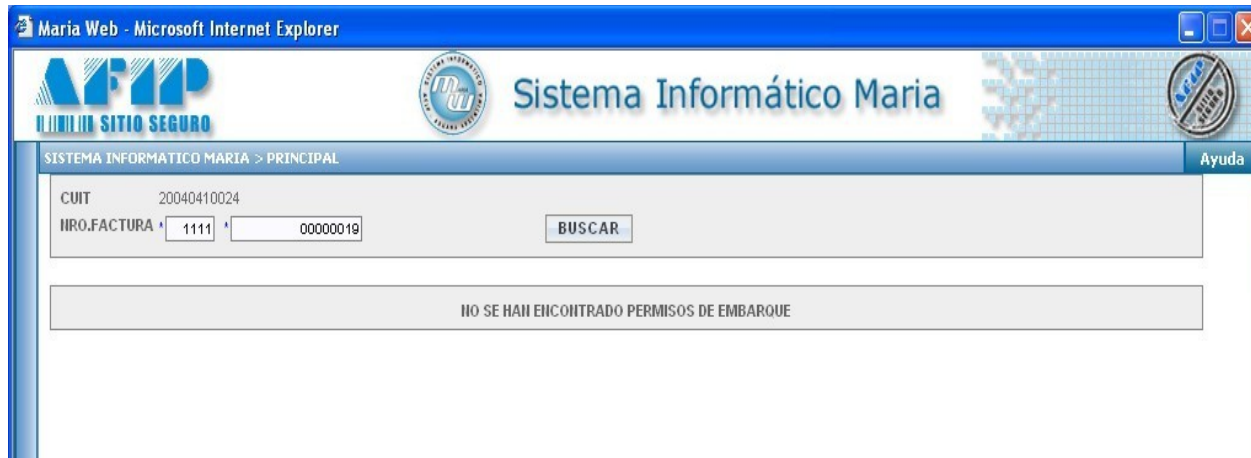 Maria Web - Microsoft Internet Explorer
AFIP
SITIO SEGURO
Sistema Informático Maria
SISTEMA INFORMATICO MARIA > PRINCIPAL
Ayuda
CUIT 20040410024
NRO.FACTURA * 1111 * 00000019 BUSCAR
NO SE HAN ENCONTRADO PERMISOS DE EMBARQUE